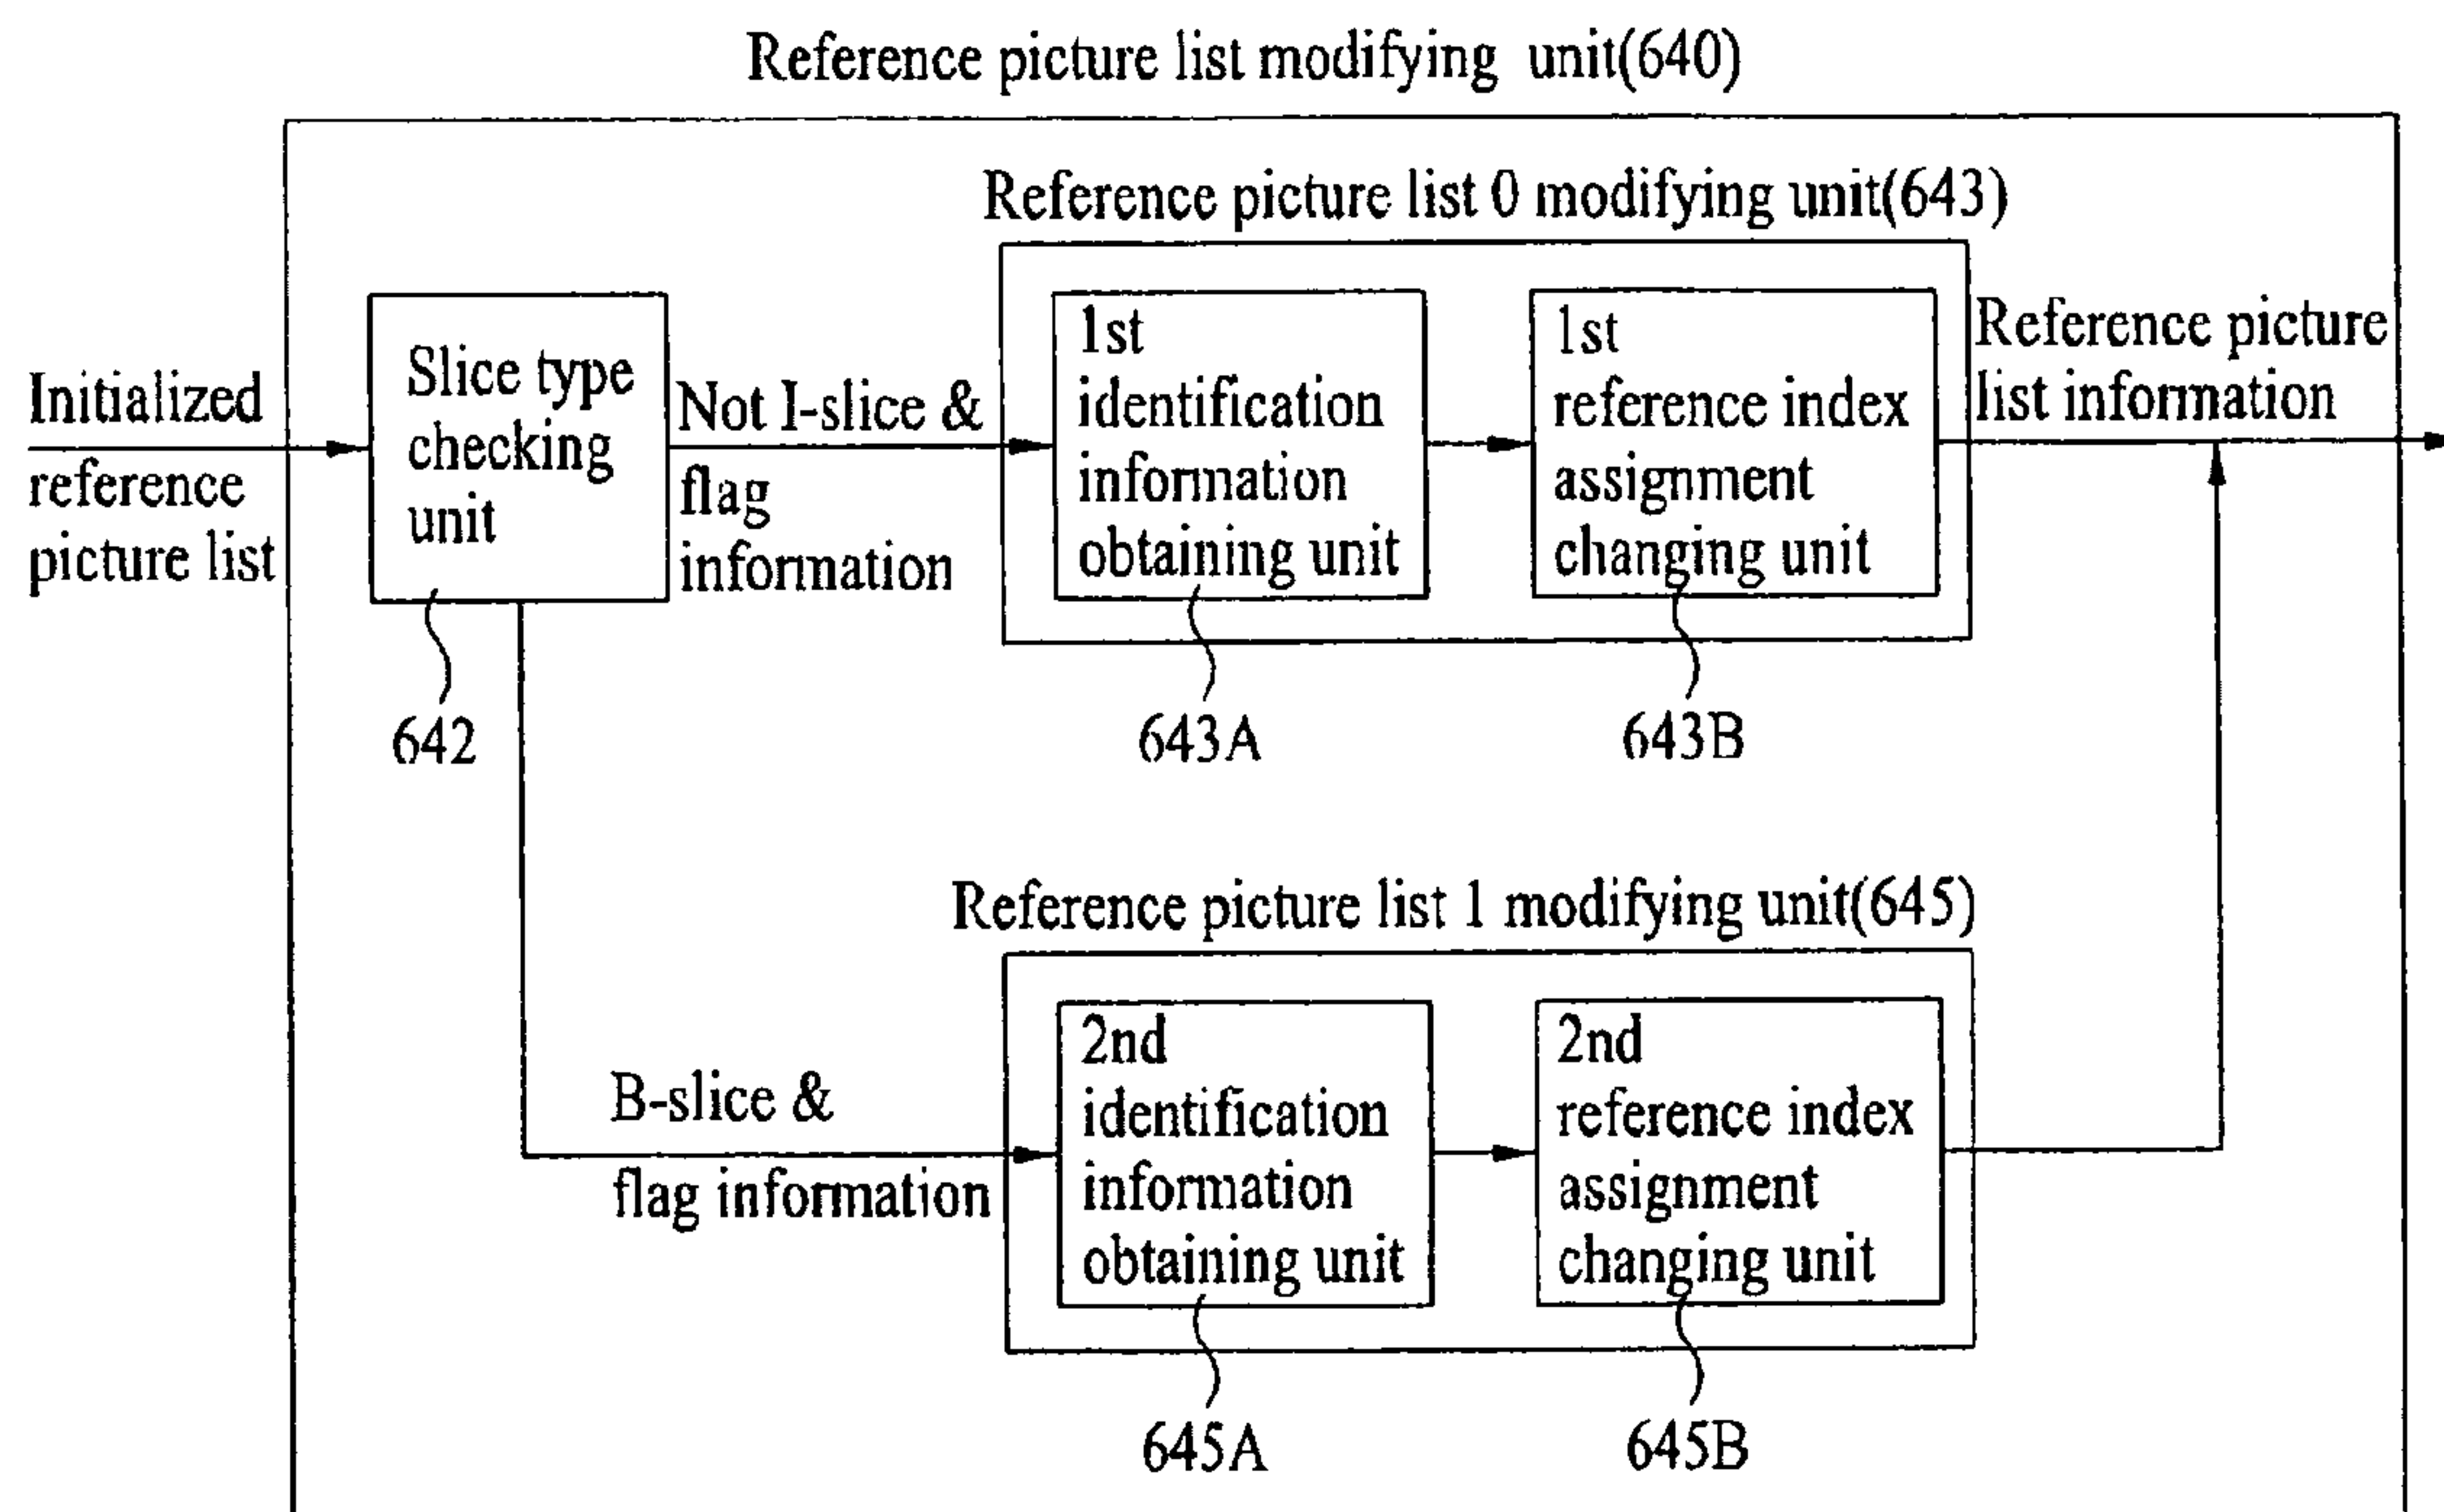 Reference picture list modifying unit(640)
Reference picture list 0 modifying unit(643)
Initialized
reference
picture list
Slice type
checking
unit
642
Not I-slice &
flag
information
1st
identification
information
obtaining unit
643A
1st
reference index
assignment
changing unit
643B
Reference picture
list information
Reference picture list 1 modifying unit(645)
B-slice &
flag information
2nd
identification
information
obtaining unit
645A
2nd
reference index
assignment
changing unit
645B